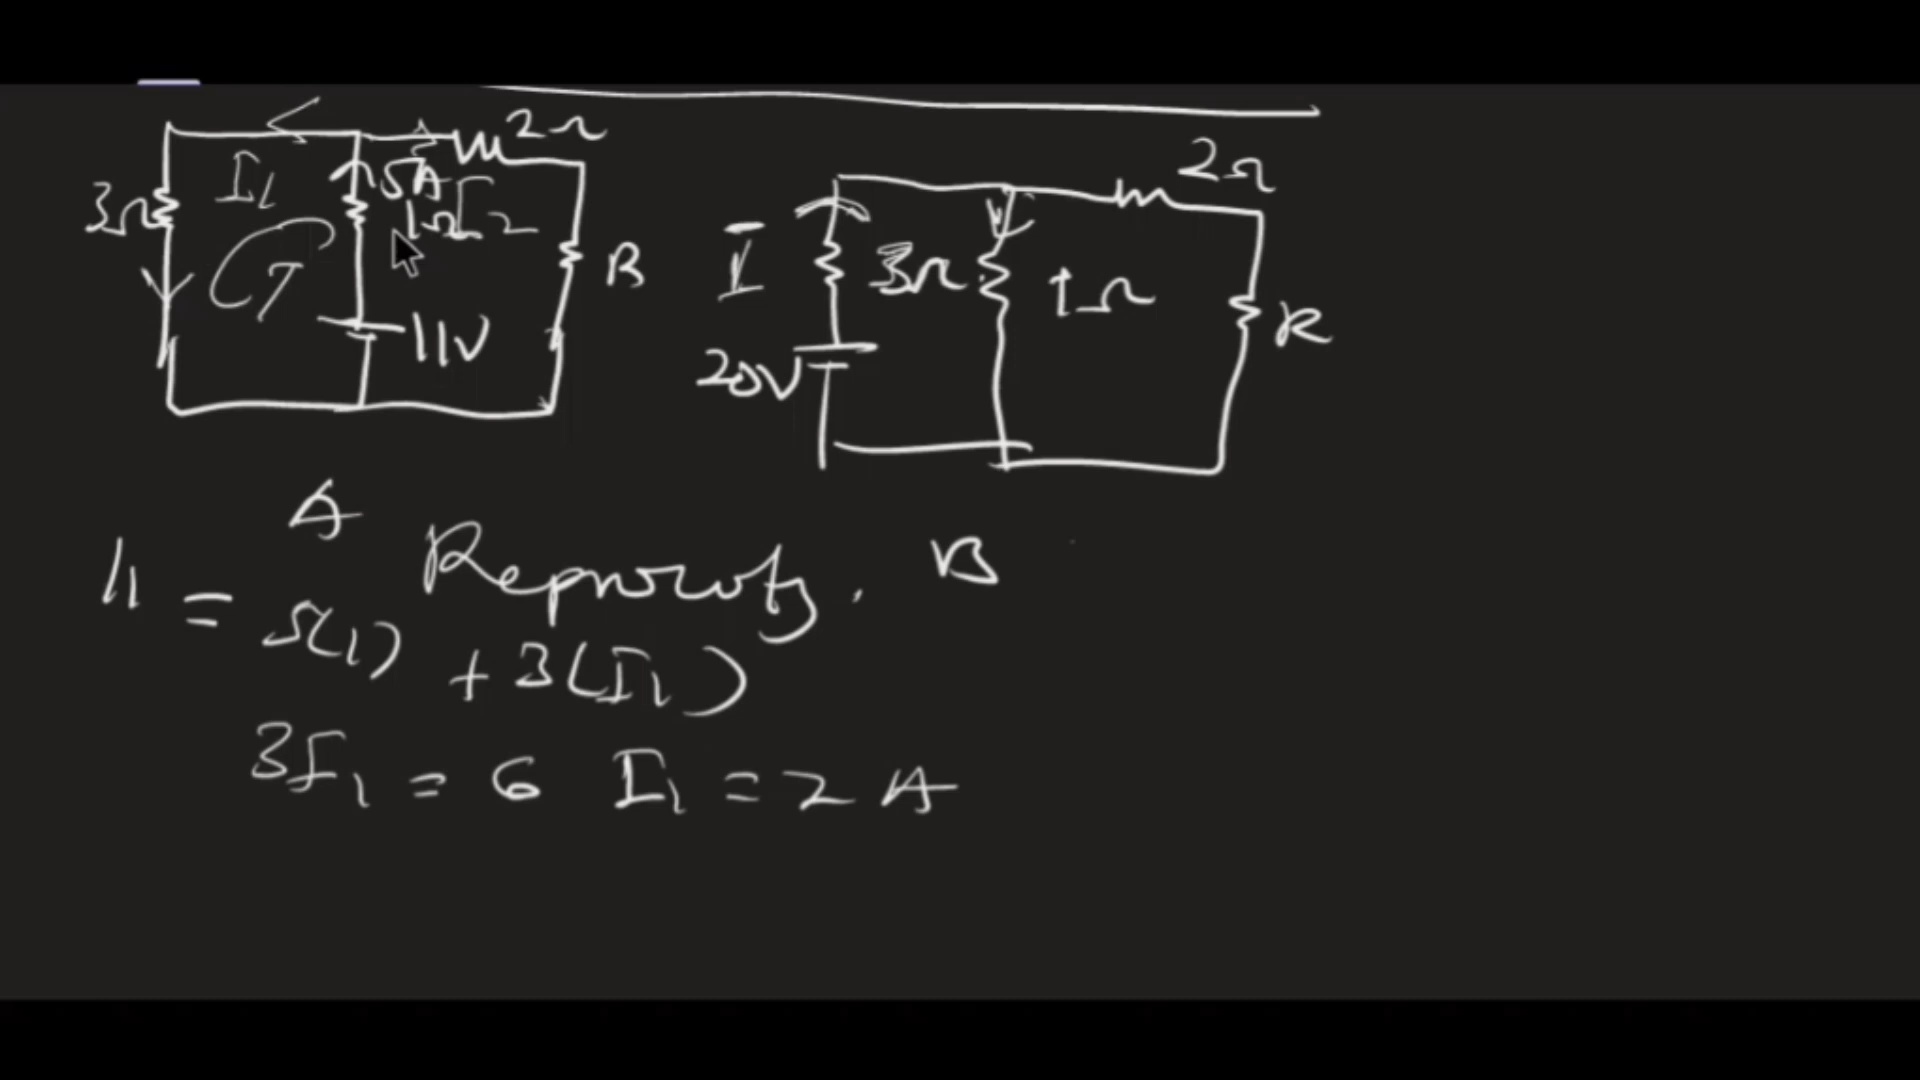 2Ω
3Ω
I1
5A
1Ω
I2
R
11V
2Ω
I
3Ω
1Ω
R
20V
A
B
11 = 5(1) + 3(I1)
3I1 = 6 I1 = 2 A